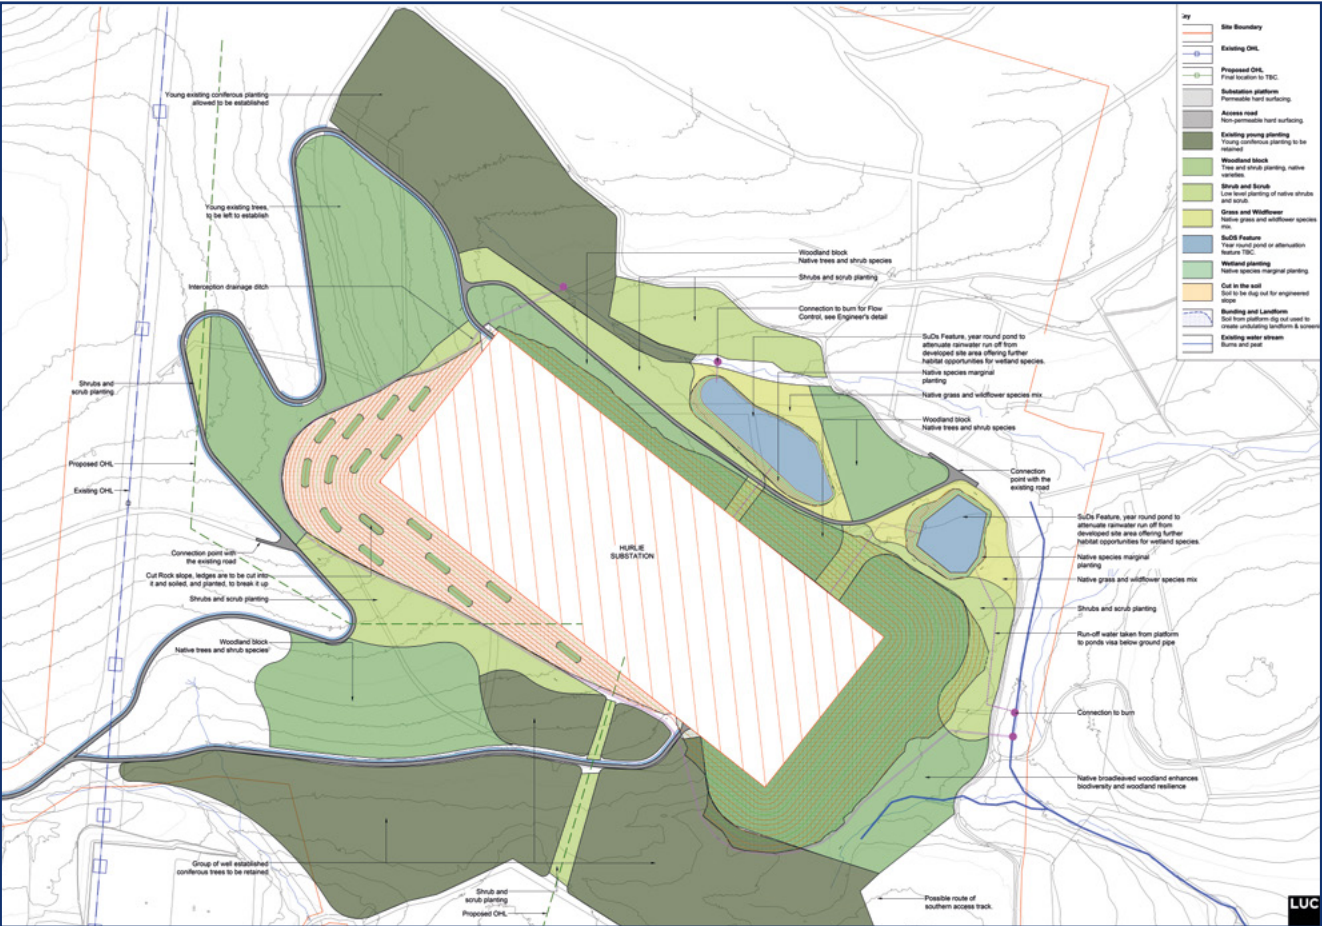 Key
Site Boundary
Existing OHL
Proposed OHL
Final location to TBC.
Substation platform
Permeable hard surfacing.
Access road
Non-permeable hard surfacing.
Existing young planting
Young coniferous planting to be
retained
Woodland block
Tree and shrub planting, native
varieties.
Shrub and Scrub
Low level planting of native shrubs
and scrub.
Grass and Wildflower
Native grass and wildflower species
mix.
SuDS Feature
Year round pond or attenuation
feature TBC.
Wetland planting
Native species marginal planting.
Cut in the soil
Soil to be dug out for engineered
slope
Bunding and Landform
Soil from platform dig out used to
create undulating landform & screen
Existing water stream
Burns and peat
Young existing coniferous planting
allowed to be established
Young existing trees,
to be left to establish
Interception drainage ditch
Shrubs and
scrub planting
Proposed OHL
Existing OHL
Connection point with
the existing road
Cut Rock slope, ledges are to be cut into
it and soiled, and planted, to break it up
Shrubs and scrub planting
Woodland block
Native trees and shrub species
Group of well established
coniferous trees to be retained
Shrub and
scrub planting
Proposed OHL
HURLIE
SUBSTATION
Woodland block
Native trees and shrub species
Shrubs and scrub planting
Connection to burn for Flow
Control, see Engineer's detail
SuDs Feature, year round pond to
attenuate rainwater run off from
developed site area offering further
habitat opportunities for wetland species.
Native species marginal
planting
Native grass and wildflower species mix
Woodland block
Native trees and shrub species
Connection
point with the
existing road
SuDs Feature, year round pond to
attenuate rainwater run off from
developed site area offering further
habitat opportunities for wetland species.
Native species marginal
planting
Native grass and wildflower species mix
Shrubs and scrub planting
Run-off water taken from platform
to ponds visa below ground pipe
Connection to burn
Native broadleaved woodland enhances
biodiversity and woodland resilience
Possible route of
southern access track.
LUC